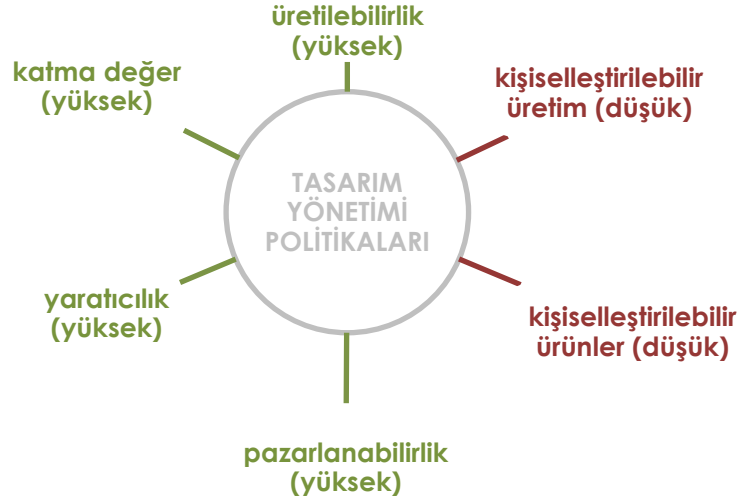 üretilebilirlik
(yüksek)
katma değer
(yüksek)
kişiselleştirilebilir
üretim (düşük)
TASARIM
YÖNETİMİ
POLİTİKALARI
yaratıcılık
(yüksek)
kişiselleştirilebilir
ürünler (düşük)
pazarlanabilirlik
(yüksek)